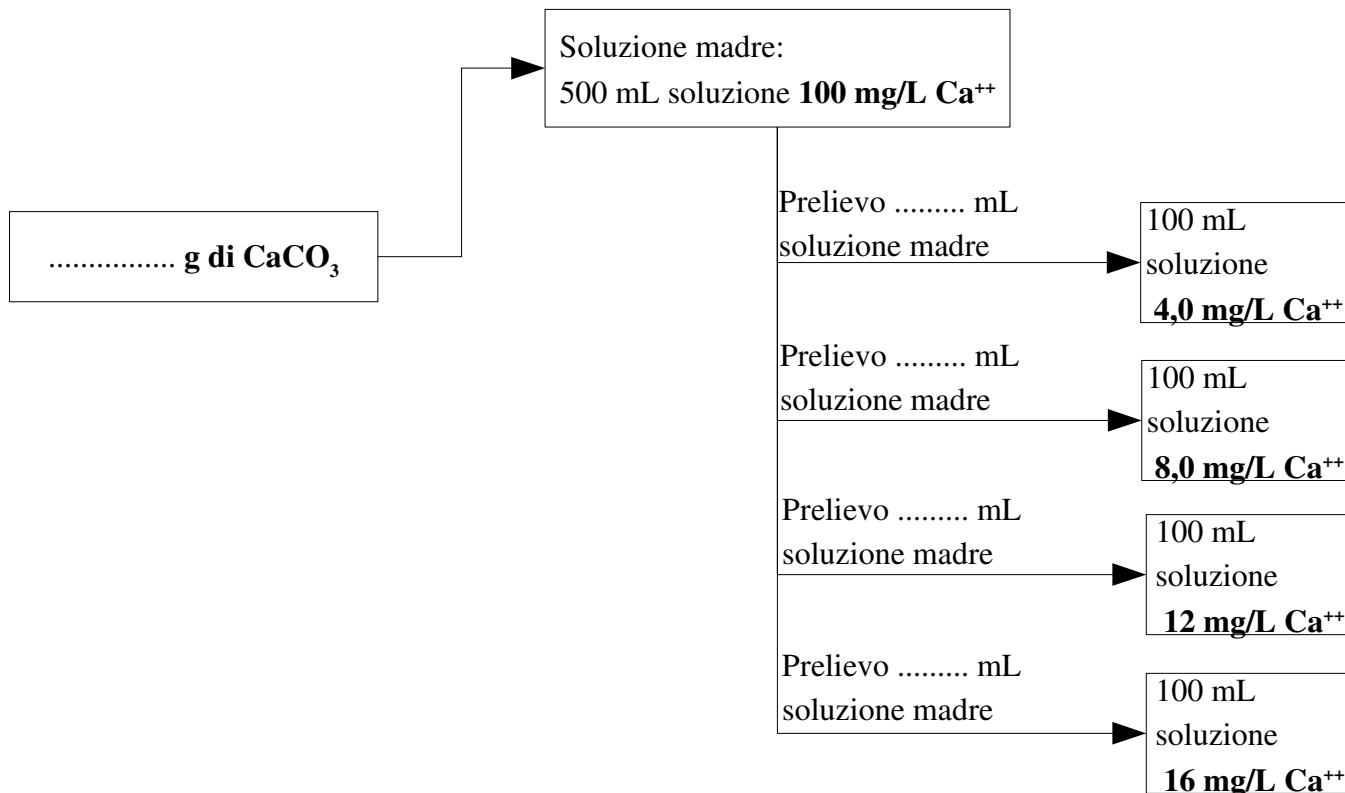 Soluzione madre:
500 mL soluzione 100 mg/L Ca⁺⁺
............... g di CaCO₃
Prelievo ......... mL
soluzione madre
100 mL
soluzione
4,0 mg/L Ca⁺⁺
Prelievo ......... mL
soluzione madre
100 mL
soluzione
8,0 mg/L Ca⁺⁺
Prelievo ......... mL
soluzione madre
100 mL
soluzione
12 mg/L Ca⁺⁺
Prelievo ......... mL
soluzione madre
100 mL
soluzione
16 mg/L Ca⁺⁺